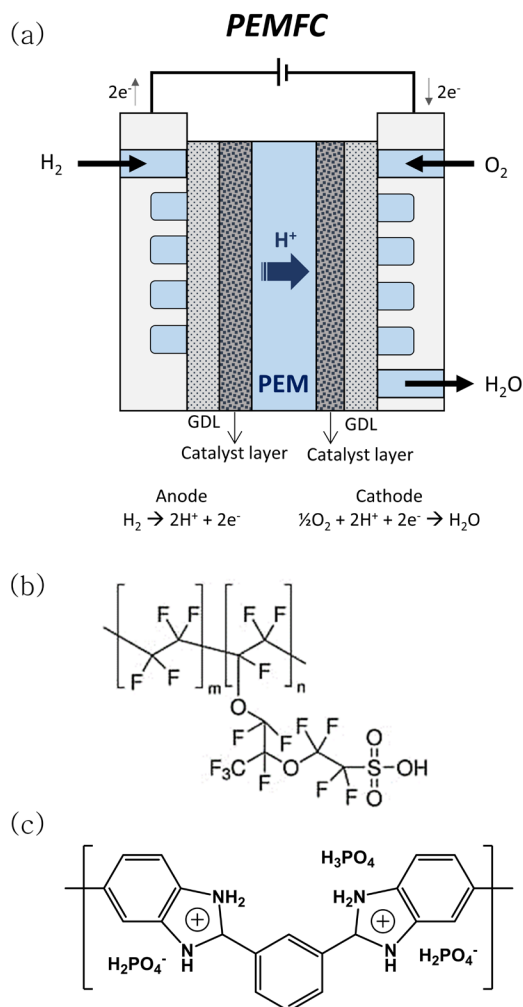 (a)
PEMFC
2e⁻
2e⁻
H₂
O₂
H⁺
PEM
H₂O
GDL
GDL
Catalyst layer
Catalyst layer
Anode
Cathode
H₂ → 2H⁺ + 2e⁻
½O₂ + 2H⁺ + 2e⁻ → H₂O
(b)
F F
F F
F F
F
m
n
O
F
F
F F
O
F₃C
F
O
S
OH
F F
O
(c)
H₃PO₄
NH₂
H₂N
+
+
H₂PO₄⁻
N
H
N
H
H₂PO₄⁻